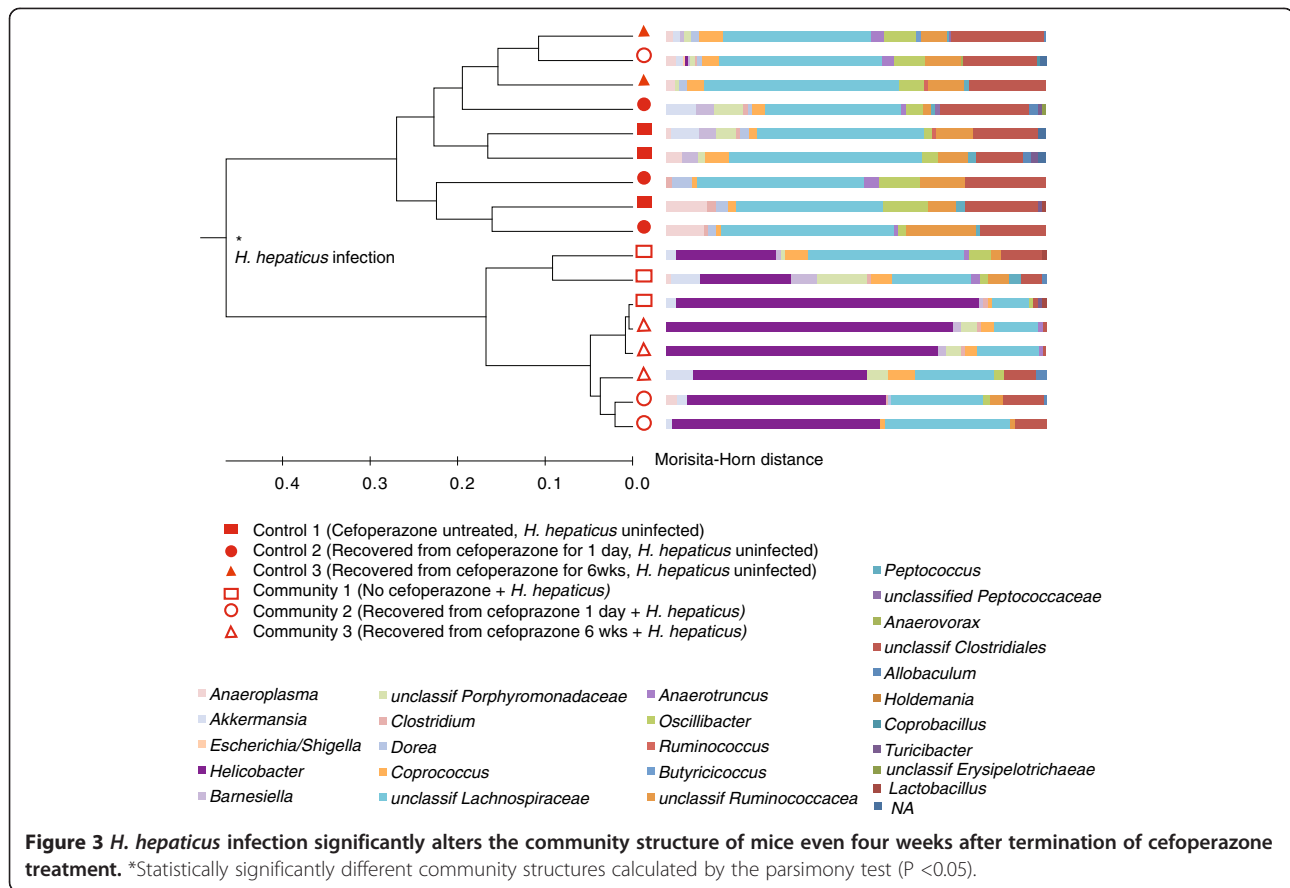 *
H. hepaticus infection
Morisita-Horn distance
0.4 0.3 0.2 0.1 0.0
Control 1 (Cefoperazone untreated, H. hepaticus uninfected)
Control 2 (Recovered from cefoperazone for 1 day, H. hepaticus uninfected)
Control 3 (Recovered from cefoperazone for 6wks, H. hepaticus uninfected)
Community 1 (No cefoperazone + H. hepaticus)
Community 2 (Recovered from cefoprazone 1 day + H. hepaticus)
Community 3 (Recovered from cefoprazone 6 wks + H. hepaticus)
Anaeroplasma
Akkermansia
Escherichia/Shigella
Helicobacter
Barnesiella
unclassif Porphyromonadaceae
Clostridium
Dorea
Coprococcus
unclassif Lachnospiraceae
Anaerotruncus
Oscillibacter
Ruminococcus
Butyricicoccus
unclassif Ruminococcacea
Peptococcus
unclassified Peptococcaceae
Anaerovorax
unclassif Clostridiales
Allobaculum
Holdemania
Coprobacillus
Turicibacter
unclassif Erysipelotrichaeae
Lactobacillus
NA
Figure 3 H. hepaticus infection significantly alters the community structure of mice even four weeks after termination of cefoperazone
treatment. *Statistically significantly different community structures calculated by the parsimony test (P <0.05).